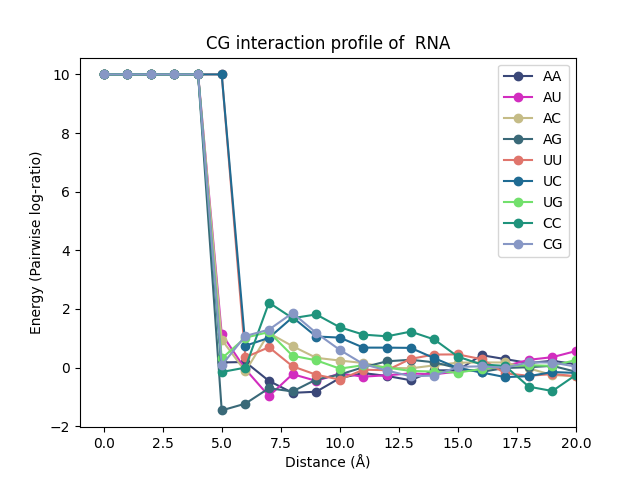 CG interaction profile of  RNA
Energy (Pairwise log-ratio)
10
8
6
4
2
0
−2
0.0 2.5 5.0 7.5 10.0 12.5 15.0 17.5 20.0
Distance (Å)
AA
AU
AC
AG
UU
UC
UG
CC
CG